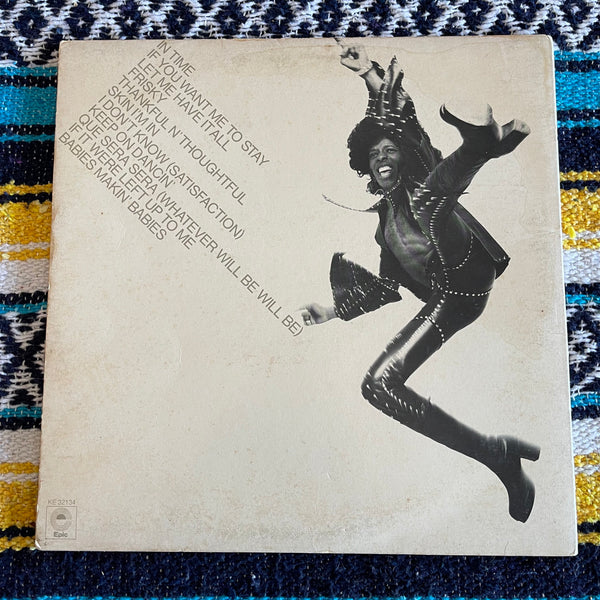 IN TIME
IF YOU WANT ME TO STAY
LET ME HAVE IT ALL
FRISKY
THANKFUL N' THOUGHTFUL
SKIN I'M IN
I DON'T KNOW (SATISFACTION)
KEEP ON DANCIN'
QUE SERA SERA (WHATEVER WILL BE WILL BE)
IF IT WERE LEFT UP TO ME
BABIES MAKIN' BABIES
KE 32134
Epic